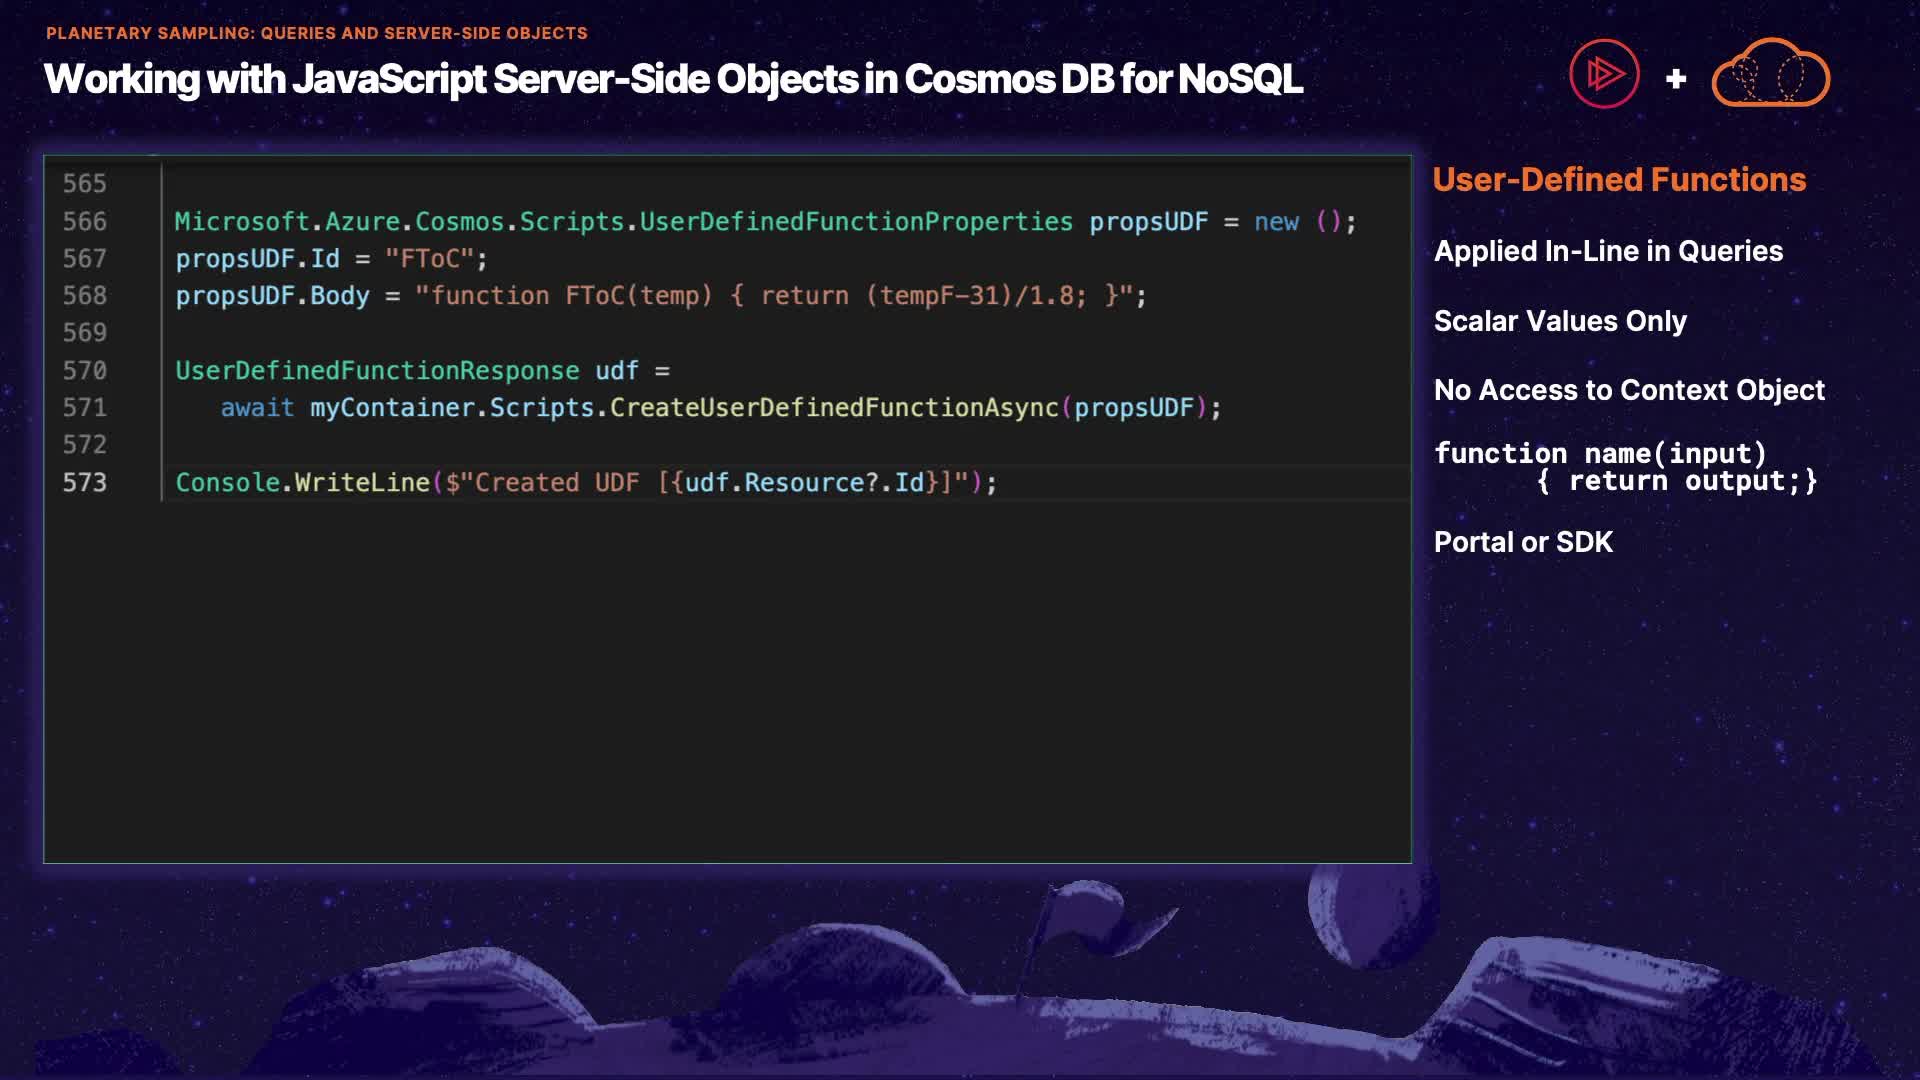 PLANETARY SAMPLING: QUERIES AND SERVER-SIDE OBJECTS
Working with JavaScript Server-Side Objects in Cosmos DB for NoSQL
+
565
566 Microsoft.Azure.Cosmos.Scripts.UserDefinedFunctionProperties propsUDF = new ();
567 propsUDF.Id = "FToC";
568 propsUDF.Body = "function FToC(temp) { return (tempF-31)/1.8; }";
569
570 UserDefinedFunctionResponse udf =
571 await myContainer.Scripts.CreateUserDefinedFunctionAsync(propsUDF);
572
573 Console.WriteLine($"Created UDF [{udf.Resource?.Id}]");
User-Defined Functions
Applied In-Line in Queries
Scalar Values Only
No Access to Context Object
function name(input)
{ return output;}
Portal or SDK